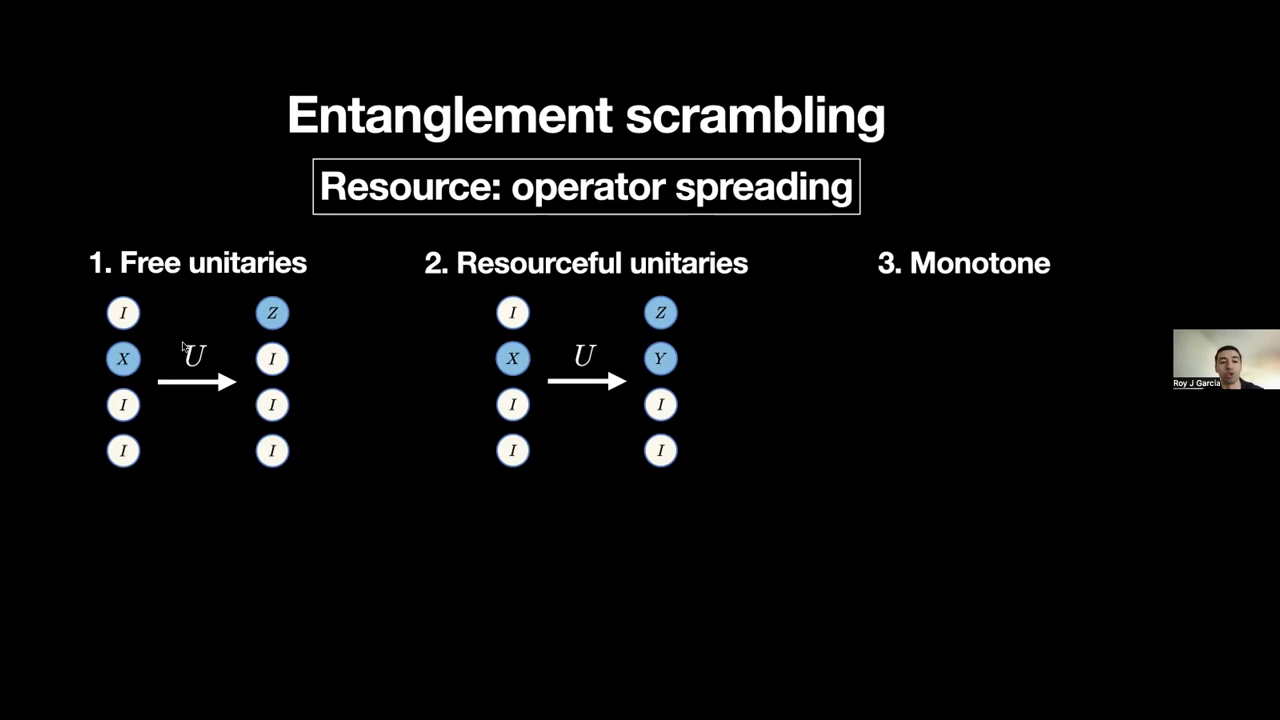 Entanglement scrambling
Resource: operator spreading
1. Free unitaries
2. Resourceful unitaries
3. Monotone
I Z I Z
X U I X U Y
I I I I
I I I I
Roy J Garcia